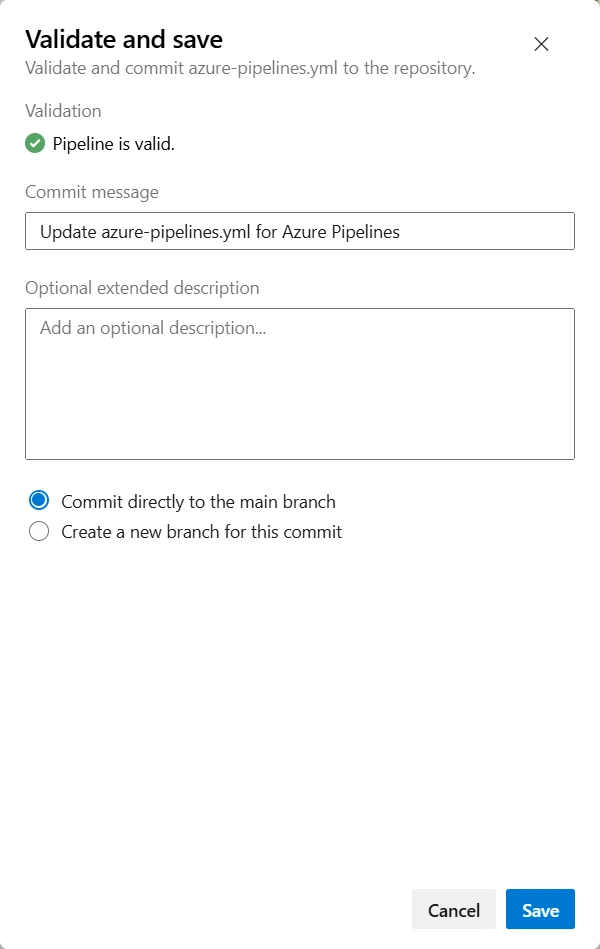 Validate and save
Validate and commit azure-pipelines.yml to the repository.
Validation
Pipeline is valid.
Commit message
Update azure-pipelines.yml for Azure Pipelines
Optional extended description
Add an optional description...
Commit directly to the main branch
Create a new branch for this commit
Cancel
Save